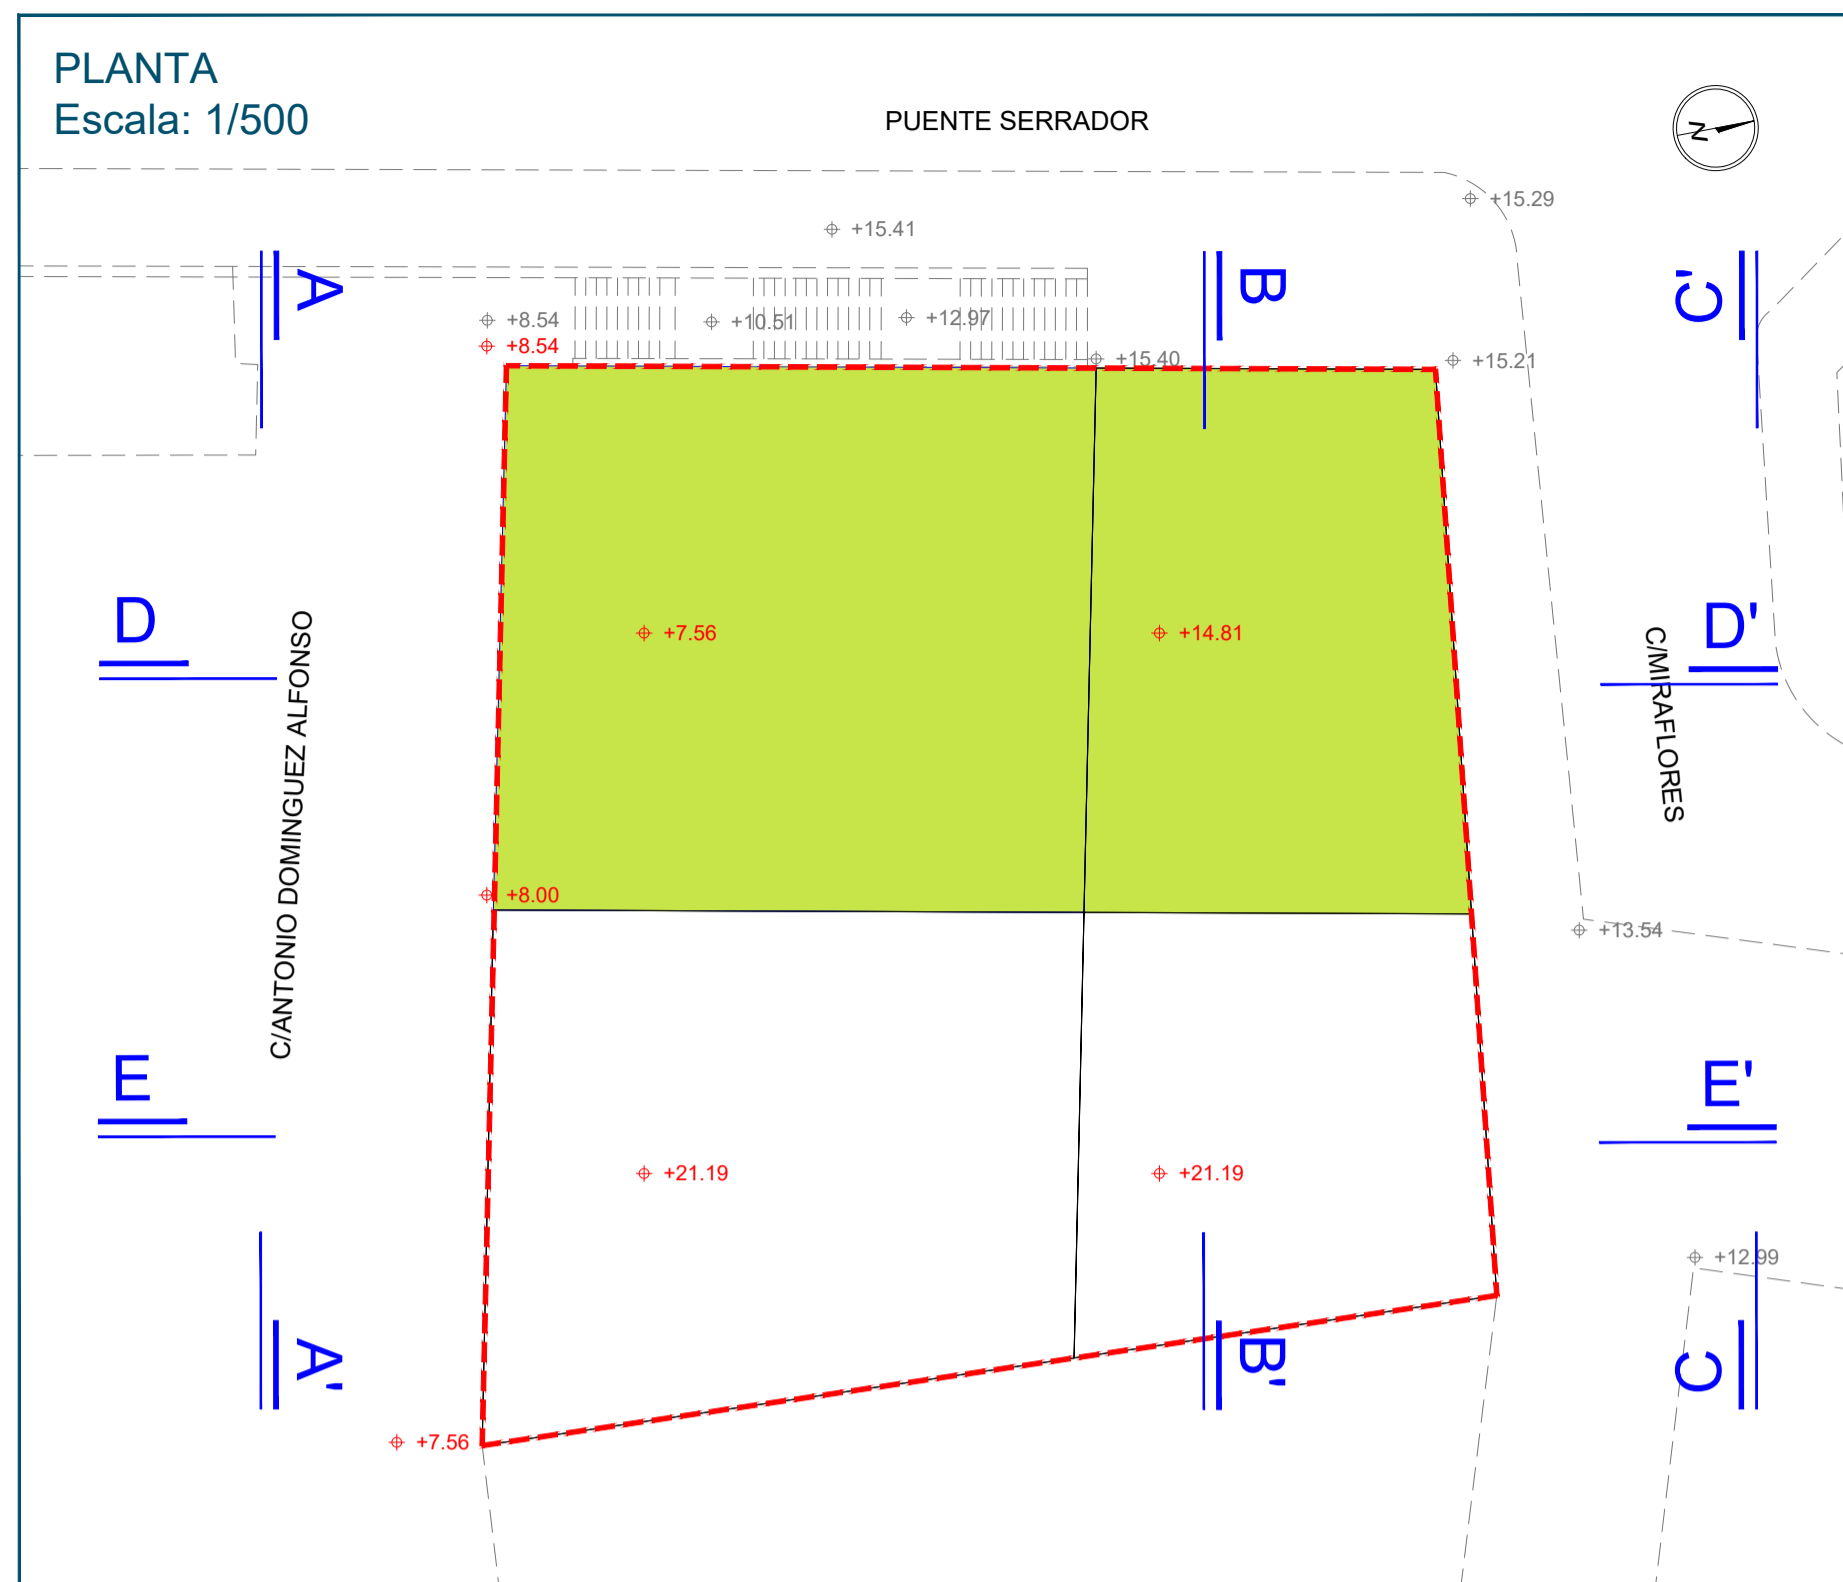 PLANTA
Escala: 1/500
PUENTE SERRADOR
N
+15.29
+15.41
A
B
C'
+8.54
+10.51
+12.97
+8.54
+15.40
+15.21
D
+7.56
+14.81
D'
C/ANTONIO DOMINGUEZ ALFONSO
C/MIRAFLORES
+8.00
+13.54
E
E'
+21.19
+21.19
+12.99
A'
B'
C
+7.56